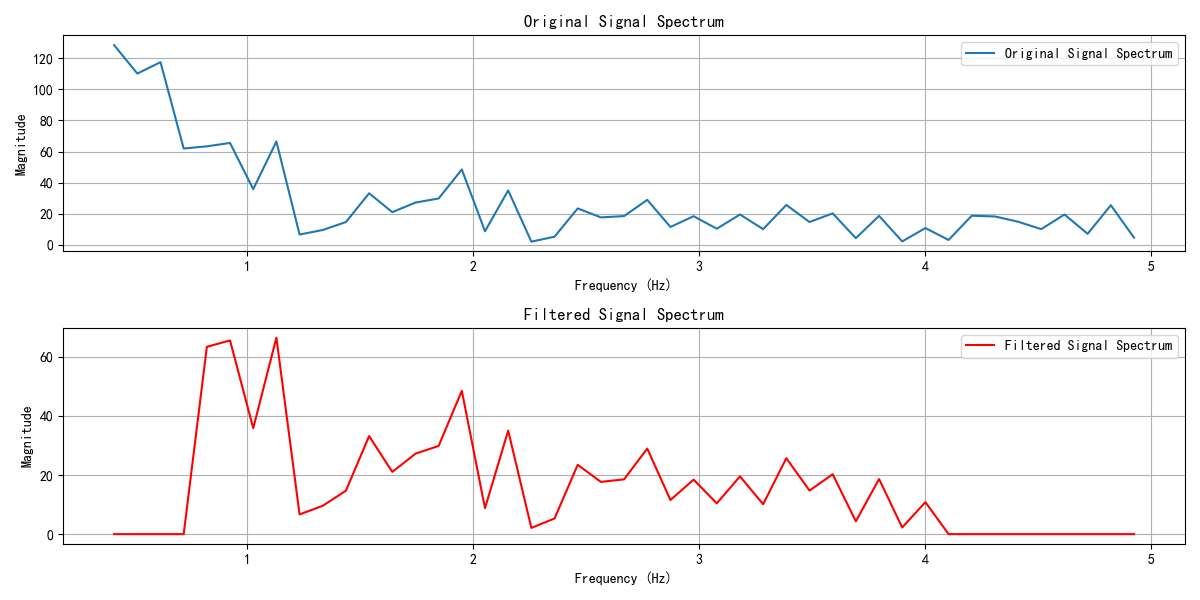 Original Signal Spectrum
Original Signal Spectrum
Magnitude
120
100
80
60
40
20
0
1 2 3 4 5
Frequency (Hz)
Filtered Signal Spectrum
Filtered Signal Spectrum
Magnitude
60
40
20
0
1 2 3 4 5
Frequency (Hz)